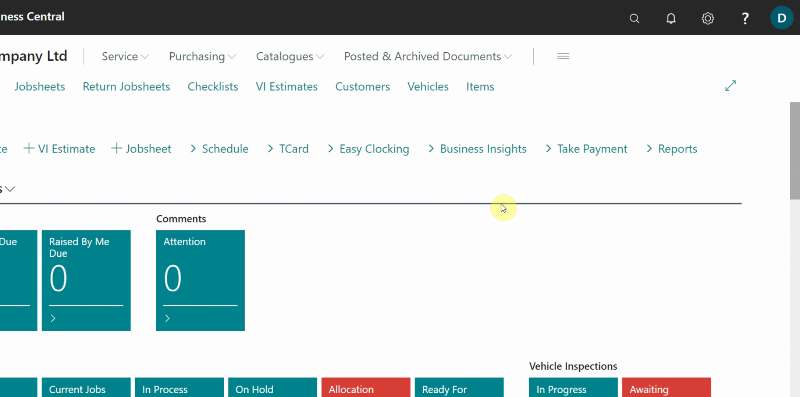 ness Central
? D
mpany Ltd Service Purchasing Catalogues Posted & Archived Documents
Jobsheets Return Jobsheets Checklists VI Estimates Customers Vehicles Items
te + VI Estimate + Jobsheet > Schedule > TCard > Easy Clocking > Business Insights > Take Payment > Reports
s
Comments
Due Raised By Me Due Attention
0 0
Vehicle Inspections
Current Jobs In Process On Hold Allocation Ready For In Progress Awaiting